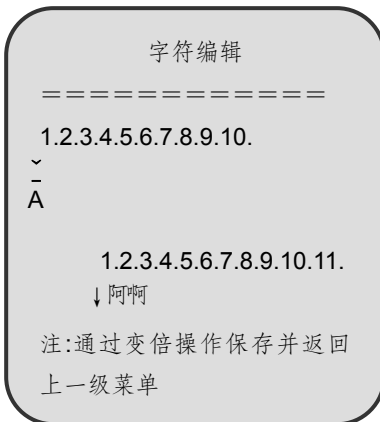 字符编辑
============
1.2.3.4.5.6.7.8.9.10.
ˇ
–
A
1.2.3.4.5.6.7.8.9.10.11.
↓阿啊
注:通过变倍操作保存并返回
上一级菜单